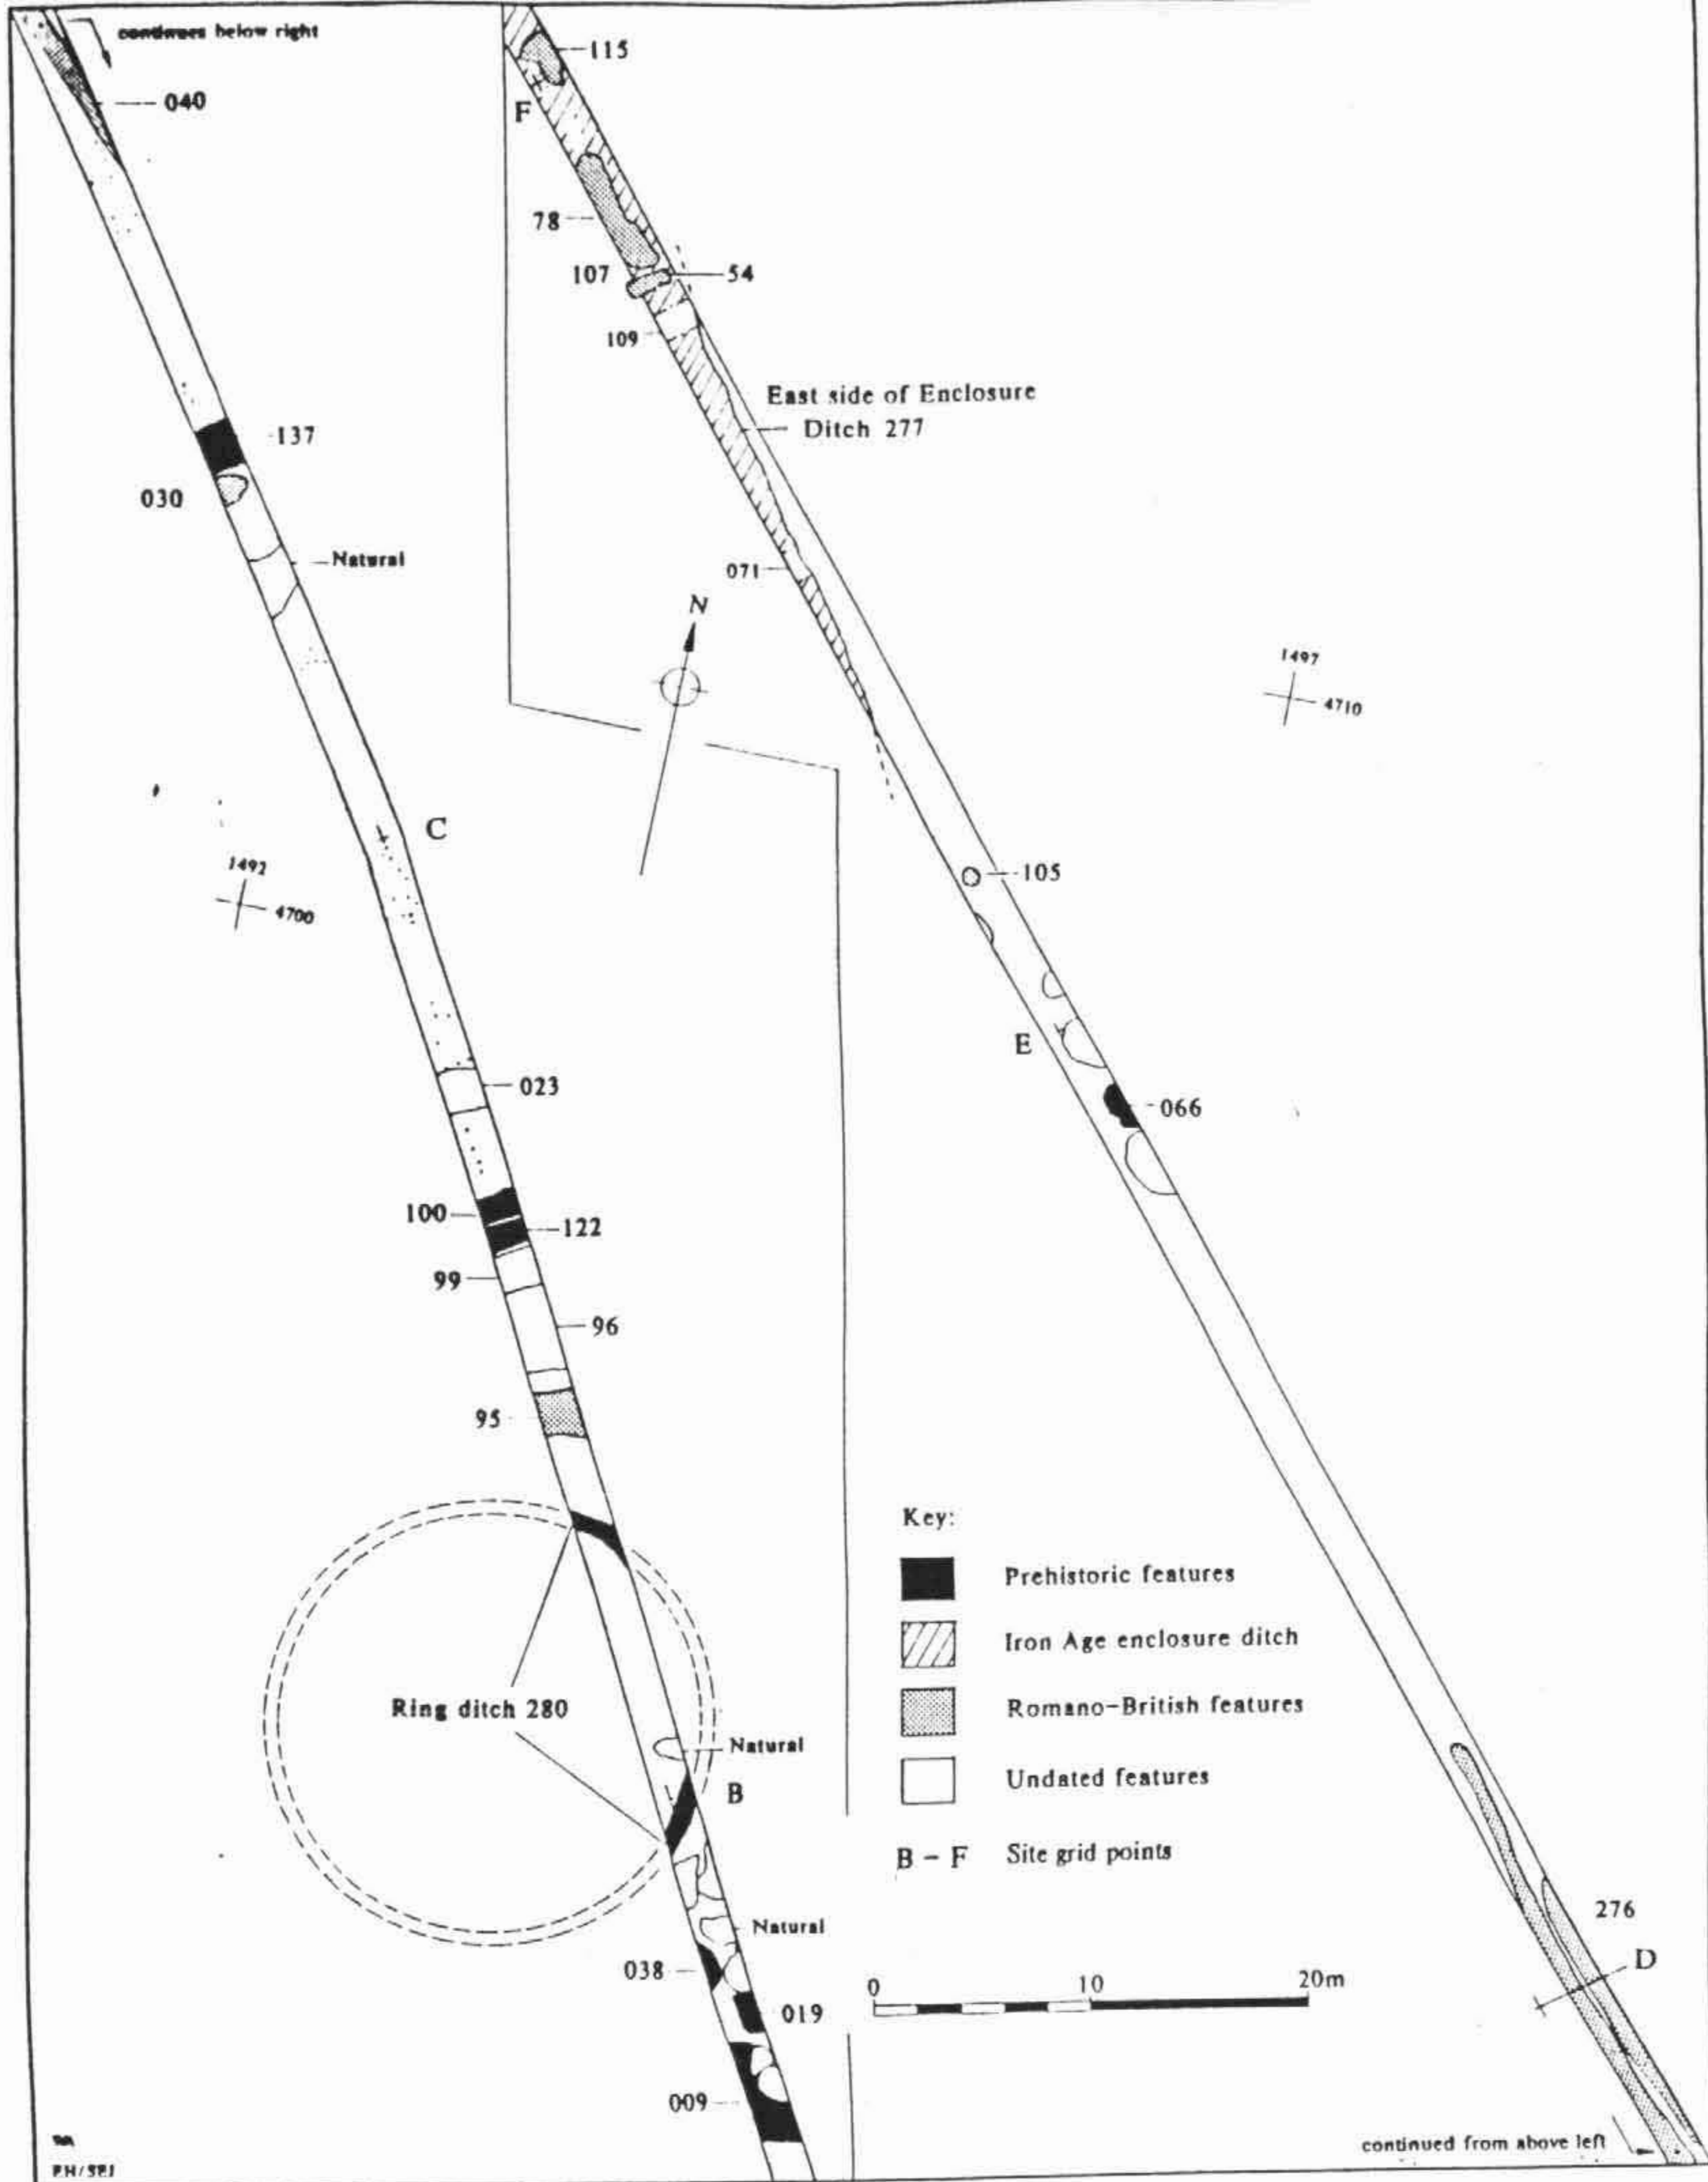 continues below right
040
115
F
78
107
54
109
East side of Enclosure
Ditch 277
137
030
Natural
071
N
1497
4710
C
1492
4700
105
E
023
066
100
122
99
96
95
Key:
Prehistoric features
Iron Age enclosure ditch
Romano-British features
Undated features
B - F Site grid points
Ring ditch 280
Natural
B
Natural
038
019
009
0 10 20m
276
D
continued from above left